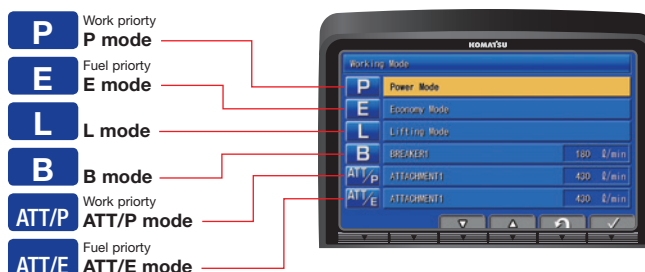 P
Work priorty
P mode
E
Fuel priorty
E mode
L
L mode
B
B mode
ATT/P
Work priorty
ATT/P mode
ATT/E
Fuel priorty
ATT/E mode
KOMATSU
Working Mode
P Power Mode
E Economy Mode
L Lifting Mode
B BREAKER1 180 ℓ/min
ATT/P ATTACHMENT1 430 ℓ/min
ATT/E ATTACHMENT1 430 ℓ/min